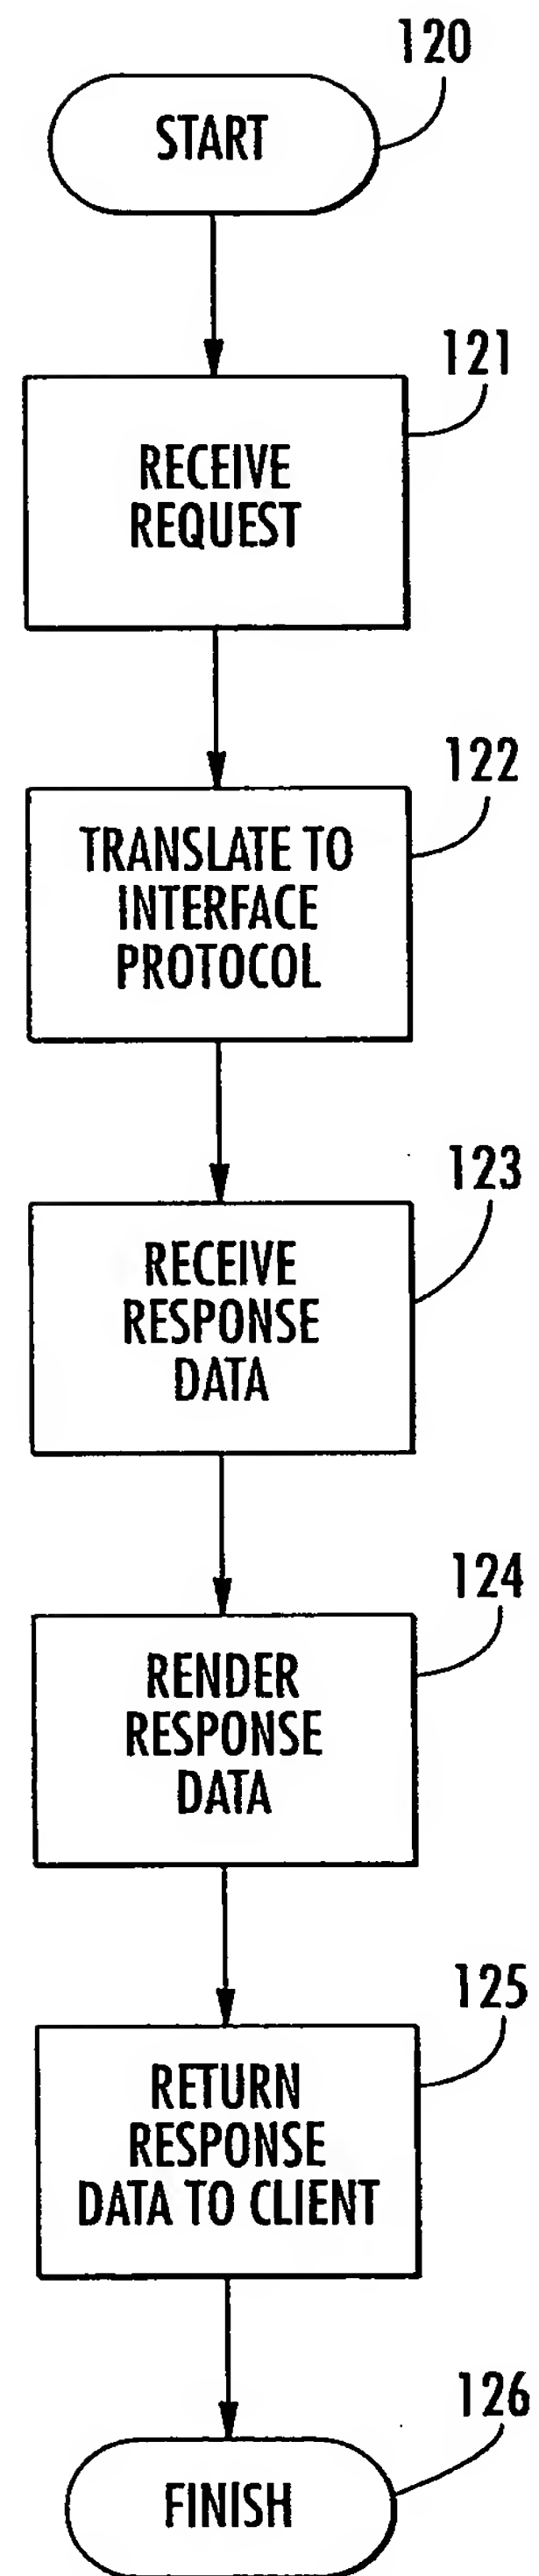 120
START
121
RECEIVE
REQUEST
122
TRANSLATE TO
INTERFACE
PROTOCOL
123
RECEIVE
RESPONSE
DATA
124
RENDER
RESPONSE
DATA
125
RETURN
RESPONSE
DATA TO CLIENT
126
FINISH